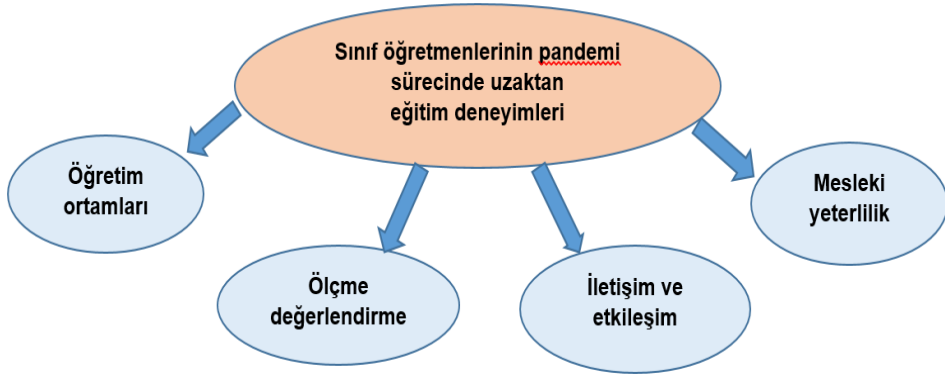 Sınıf öğretmenlerinin pandemi
sürecinde uzaktan
eğitim deneyimleri
Öğretim
ortamları
Ölçme
değerlendirme
İletişim ve
etkileşim
Mesleki
yeterlilik